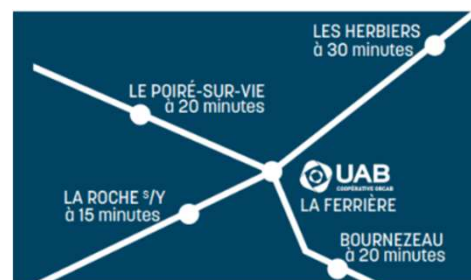 LES HERBIERS
à 30 minutes
LE POIRÉ-SUR-VIE
à 20 minutes
UAB
COOPÉRATIVE ORCAB
LA FERRIÈRE
LA ROCHE S/Y
à 15 minutes
BOURNEZEAU
à 20 minutes